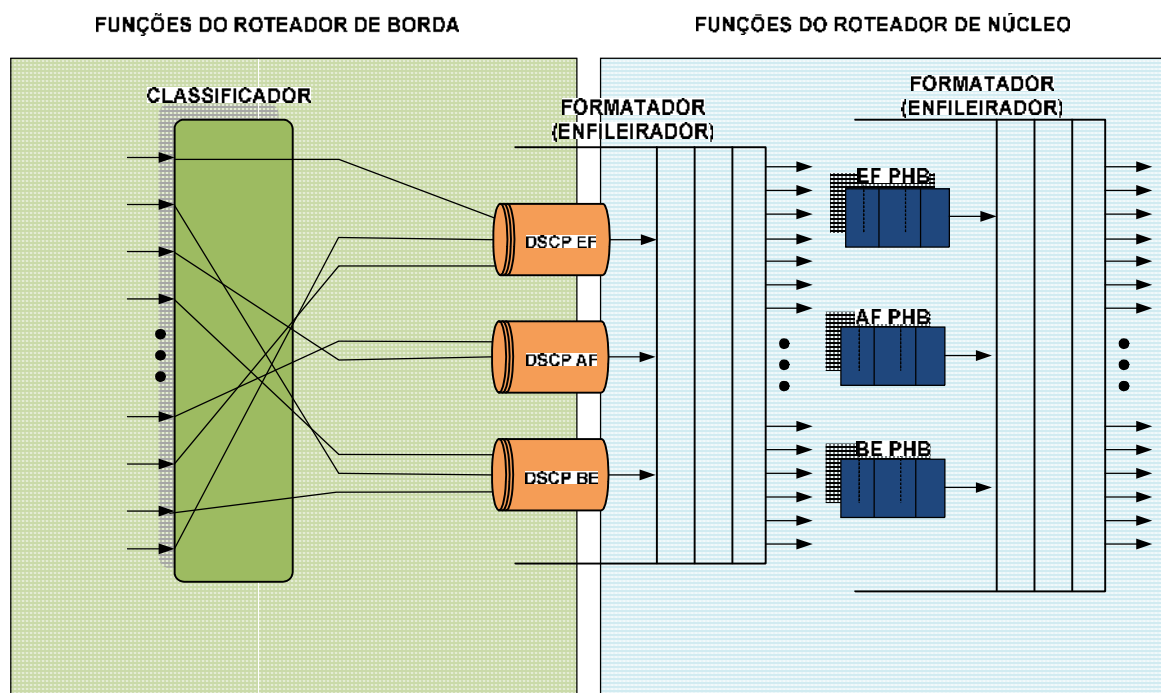 FUNÇÕES DO ROTEADOR DE BORDA
FUNÇÕES DO ROTEADOR DE NÚCLEO
CLASSIFICADOR
FORMATADOR
(ENFILEIRADOR)
FORMATADOR
(ENFILEIRADOR)
DSCP EF
DSCP AF
DSCP BE
EF PHB
AF PHB
BE PHB